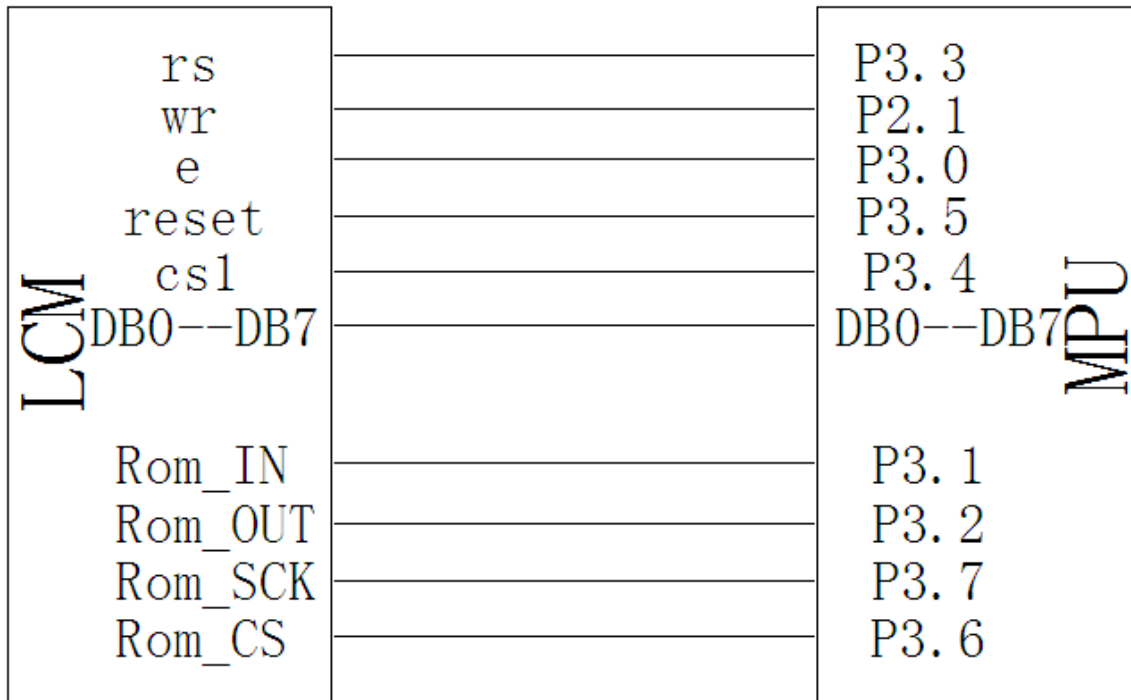 rs P3.3
wr P2.1
e P3.0
reset P3.5
cs1 P3.4
LCM DB0--DB7 DB0--DB7 MPU
Rom_IN P3.1
Rom_OUT P3.2
Rom_SCK P3.7
Rom_CS P3.6